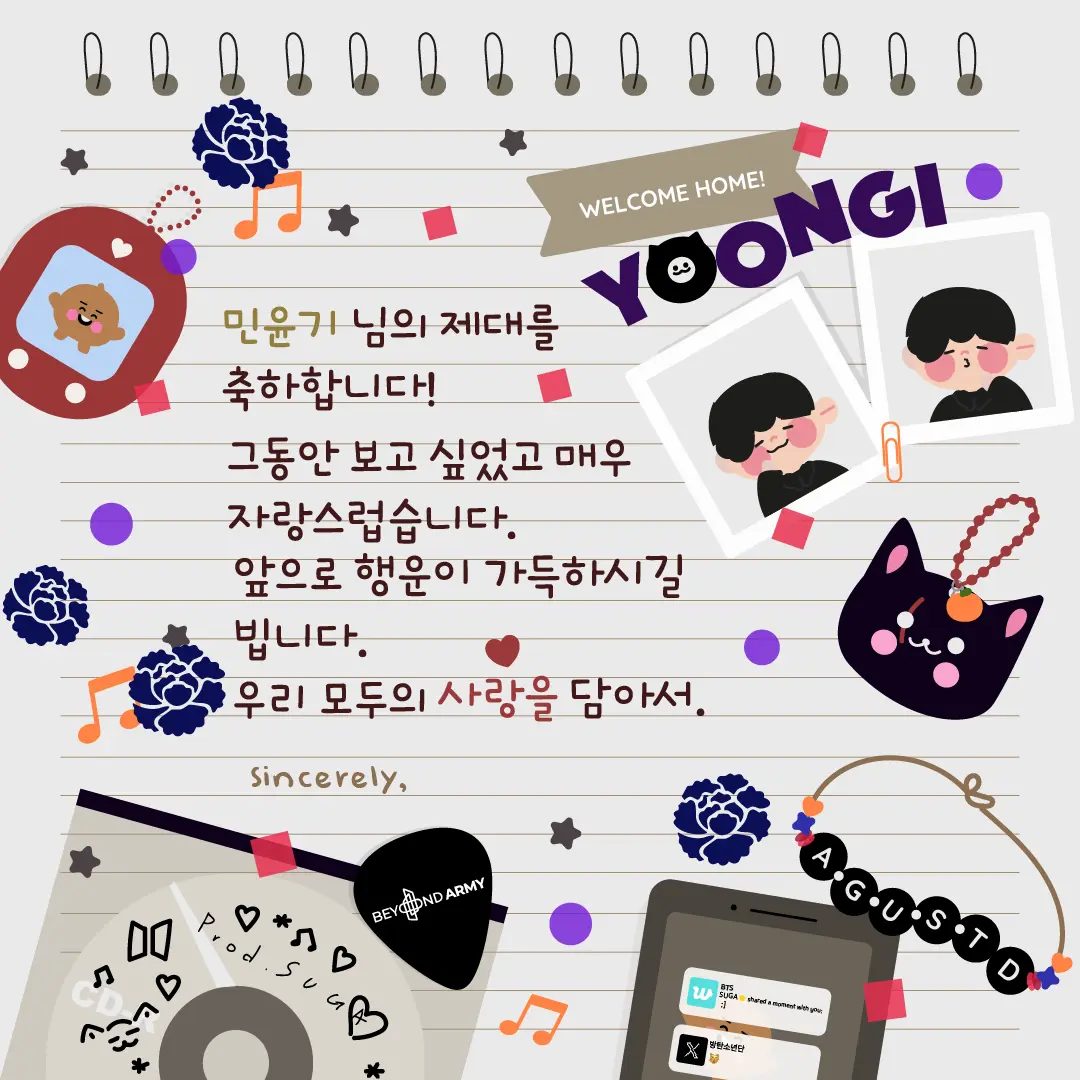 WELCOME HOME!
YOONGI
민윤기 님의 제대를
축하합니다!
그동안 보고 싶었고 매우
자랑스럽습니다.
앞으로 행운이 가득하시길
빕니다.
우리 모두의 사랑을 담아서.
sincerely,
BEYOND ARMY
Prod. SUGA
CD-R
A·G·U·S·T·D
BTS
SUGA shared a moment with you:
:]
방탄소년단